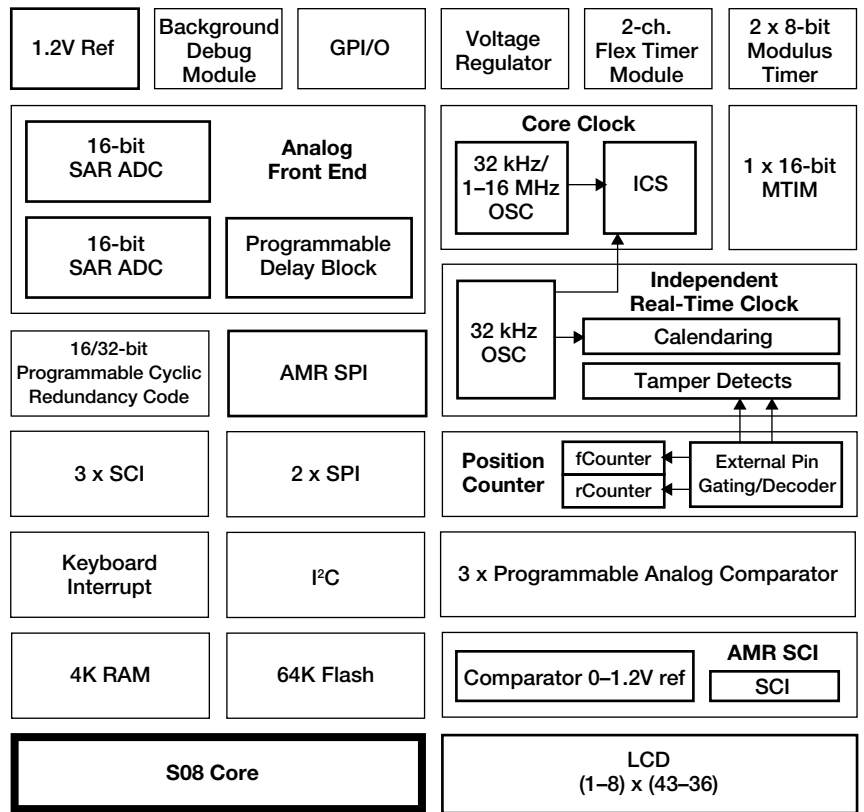 1.2V Ref
Background
Debug
Module
GPI/O
Voltage
Regulator
2-ch.
Flex Timer
Module
2 x 8-bit
Modulus
Timer
16-bit
SAR ADC
Analog
Front End
16-bit
SAR ADC
Programmable
Delay Block
Core Clock
32 kHz/
1–16 MHz
OSC
ICS
1 x 16-bit
MTIM
Independent
Real-Time Clock
32 kHz
OSC
Calendaring
Tamper Detects
16/32-bit
Programmable Cyclic
Redundancy Code
AMR SPI
3 x SCI
2 x SPI
Position
Counter
fCounter
rCounter
External Pin
Gating/Decoder
Keyboard
Interrupt
I²C
3 x Programmable Analog Comparator
4K RAM
64K Flash
AMR SCI
Comparator 0–1.2V ref
SCI
S08 Core
LCD
(1–8) x (43–36)